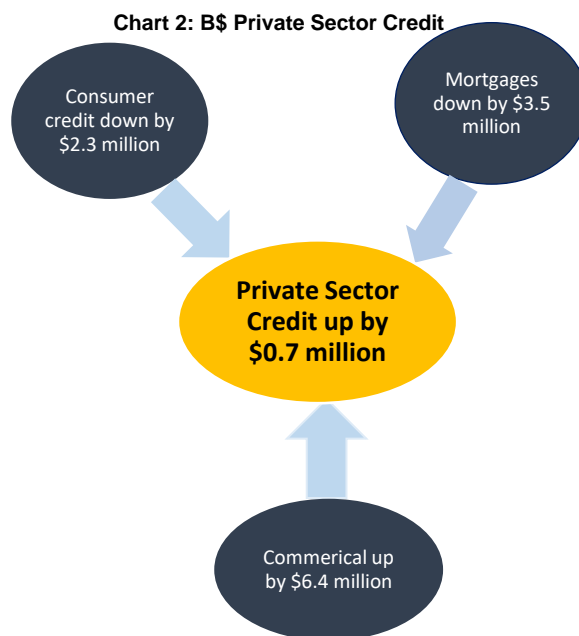 Chart 2: B$ Private Sector Credit
Consumer
credit down by
$2.3 million
Mortgages
down by $3.5
million
Private Sector
Credit up by
$0.7 million
Commerical up
by $6.4 million